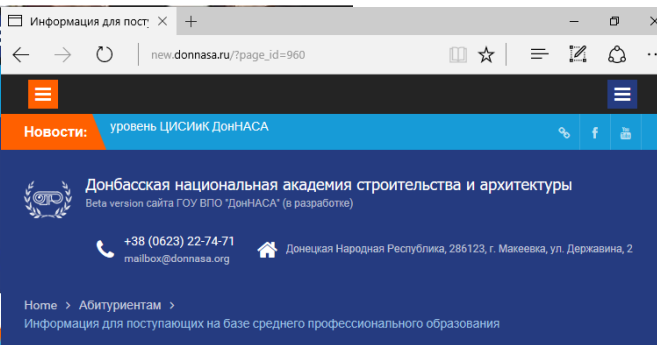 Информация для пост
new.donnasa.ru/?page_id=960
Новости: уровень ЦИСИиК ДонНАСА
Донбасская национальная академия строительства и архитектуры
Beta version сайта ГОУ ВПО "ДонНАСА" (в разработке)
+38 (0623) 22-74-71
mailbox@donnasa.org
Донецкая Народная Республика, 286123, г. Макеевка, ул. Державина, 2
Home > Абитуриентам >
Информация для поступающих на базе среднего профессионального образования